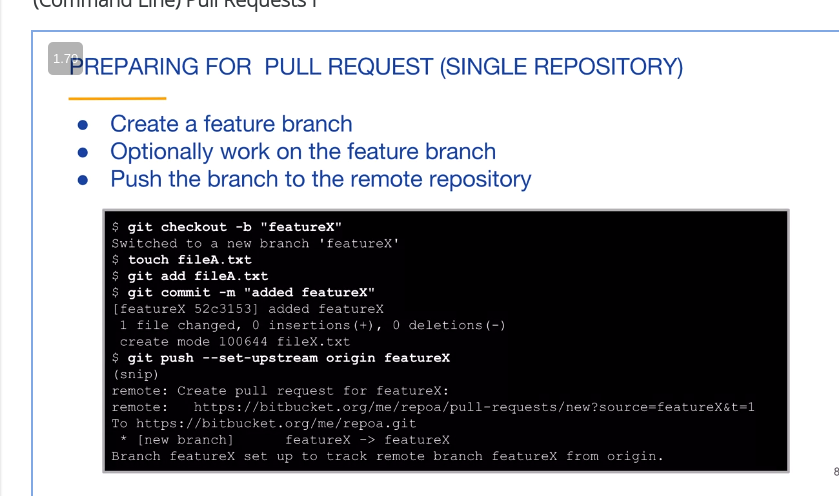 (Command Line) Pull Requests I
1.70
PREPARING FOR PULL REQUEST (SINGLE REPOSITORY)
● Create a feature branch
● Optionally work on the feature branch
● Push the branch to the remote repository
$ git checkout -b "featureX"
Switched to a new branch 'featureX'
$ touch fileA.txt
$ git add fileA.txt
$ git commit -m "added featureX"
[featureX 52c3153] added featureX
1 file changed, 0 insertions(+), 0 deletions(-)
create mode 100644 fileX.txt
$ git push --set-upstream origin featureX
(snip)
remote: Create pull request for featureX:
remote:   https://bitbucket.org/me/repoa/pull-requests/new?source=featureX&t=1
To https://bitbucket.org/me/repoa.git
* [new branch]      featureX -> featureX
Branch featureX set up to track remote branch featureX from origin.
8